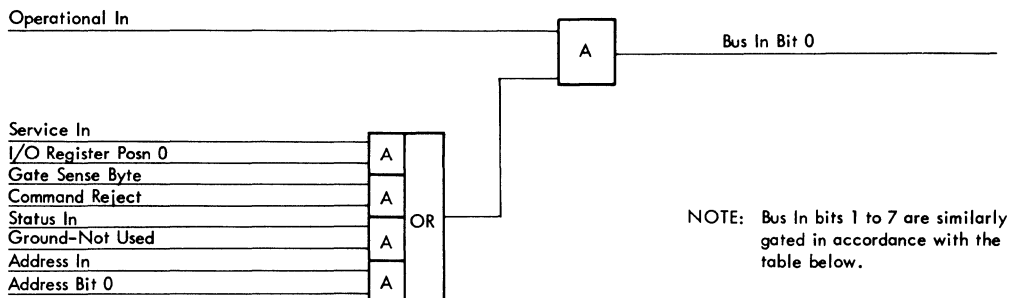 Operational In
A
Bus In Bit 0
Service In
I/O Register Posn 0
A
Gate Sense Byte
Command Reject
A
Status In
OR
Ground-Not Used
A
Address In
Address Bit 0
A
NOTE: Bus In bits 1 to 7 are similarly
gated in accordance with the
table below.